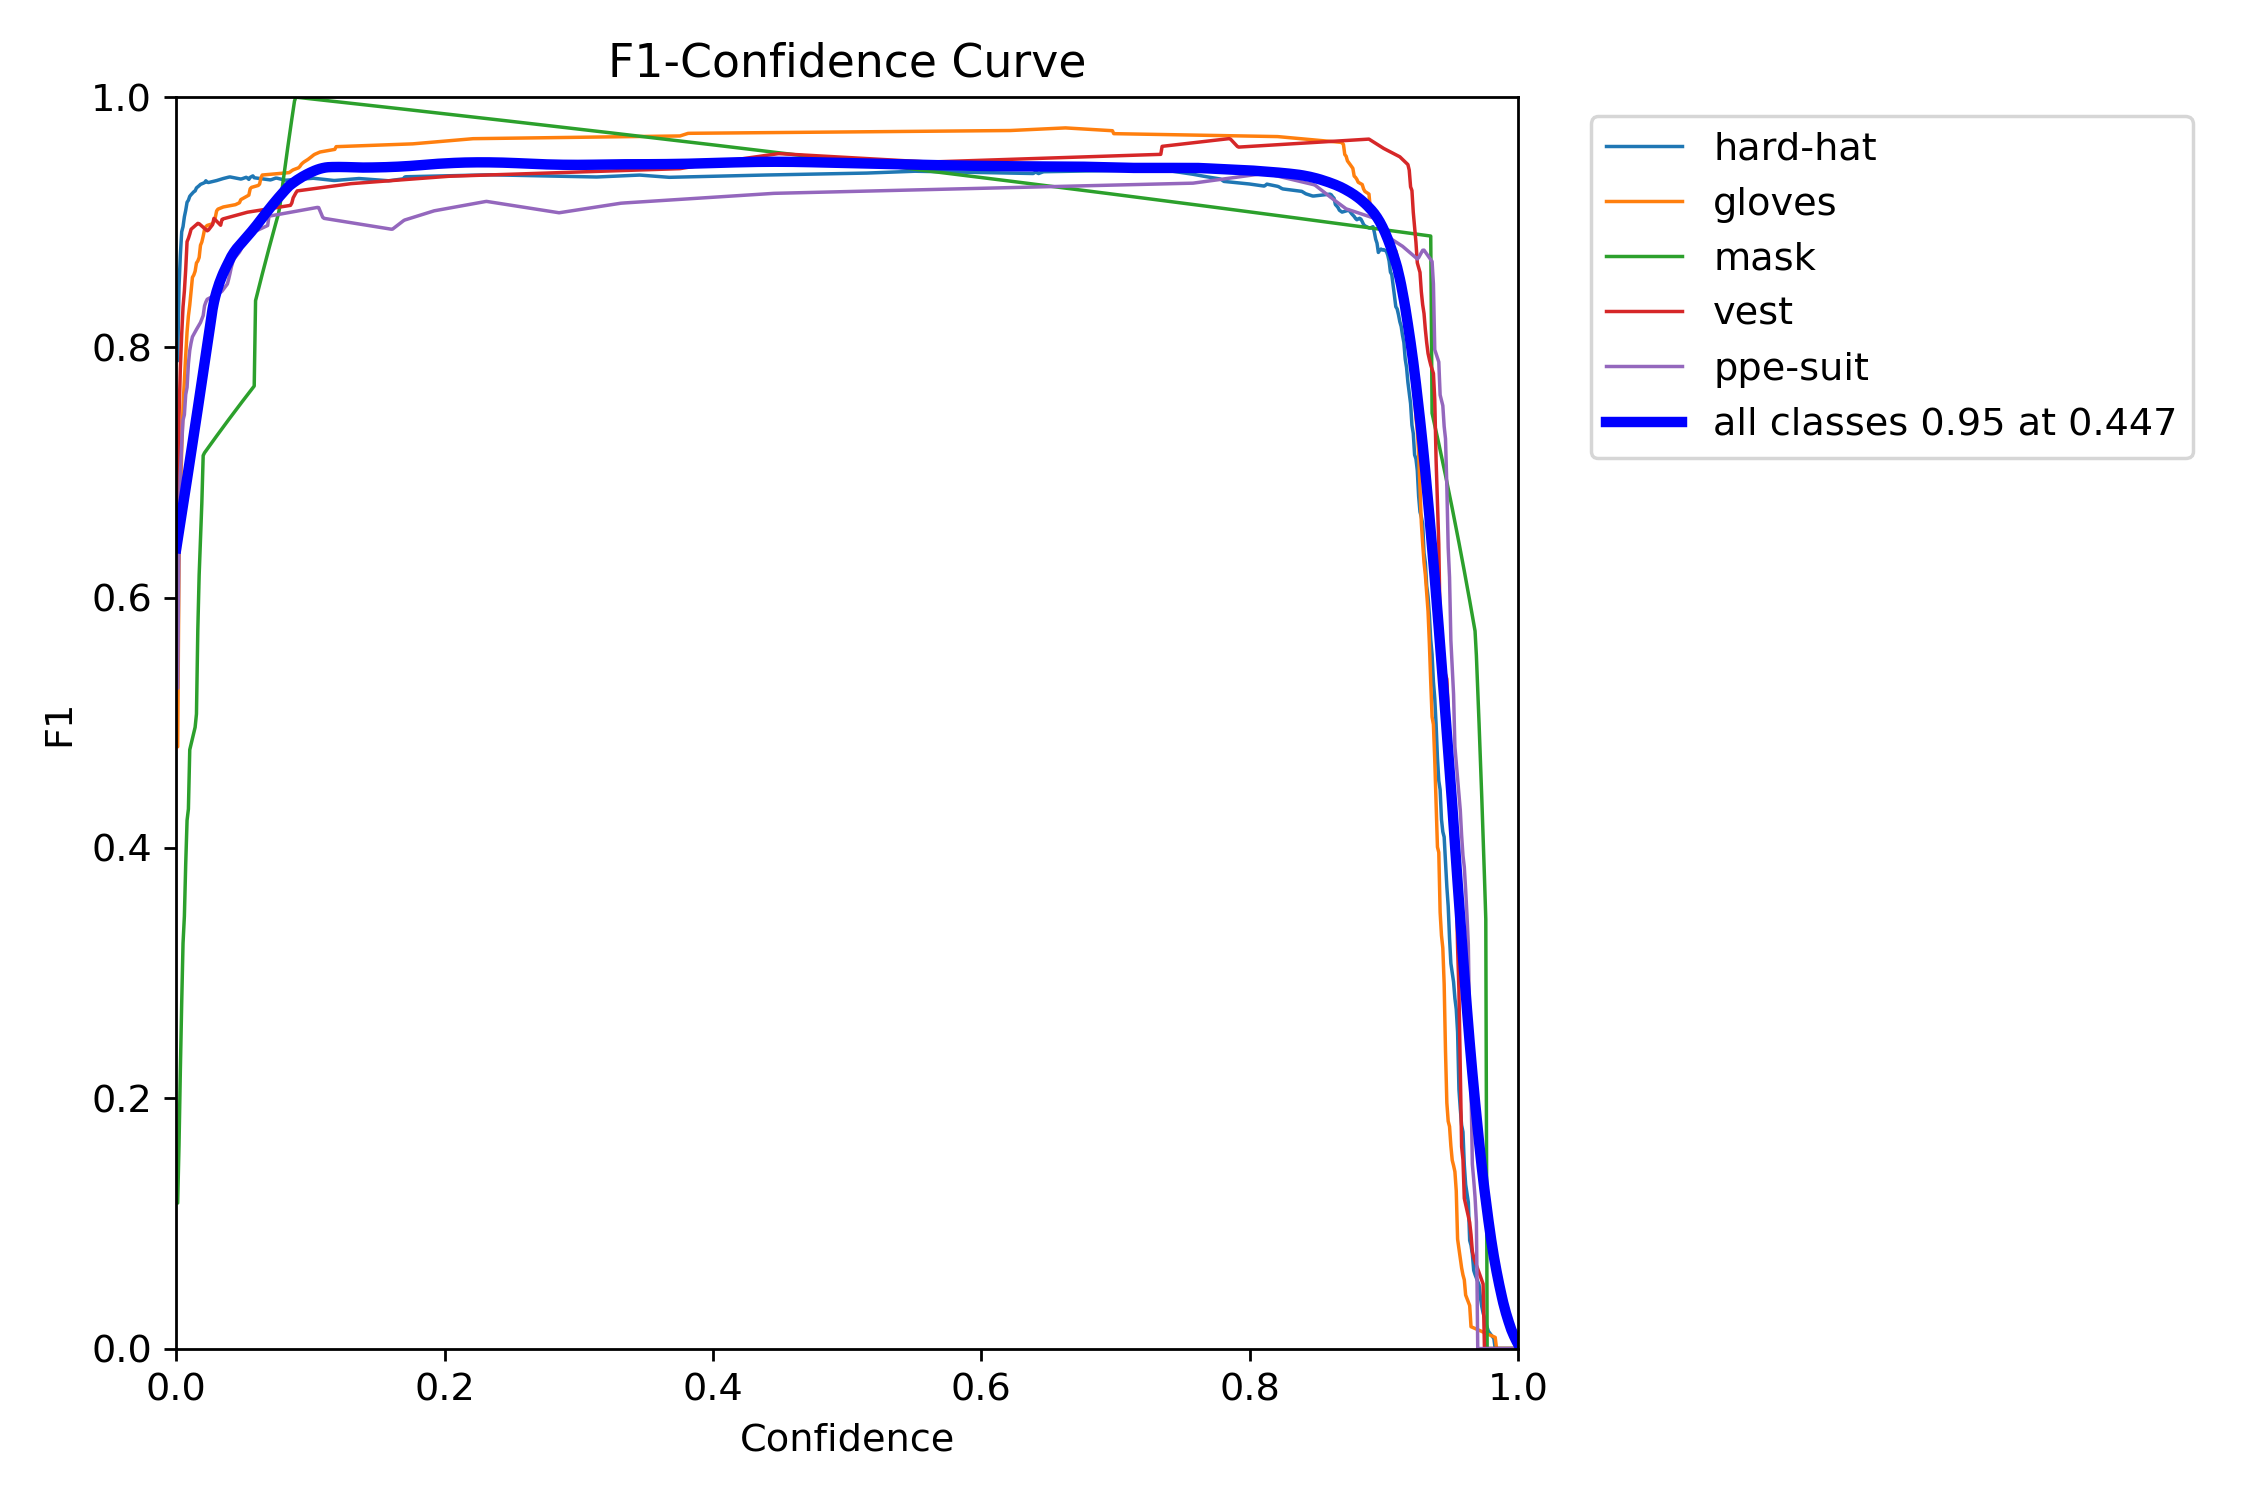 F1-Confidence Curve
1.0
0.8
0.6
0.4
0.2
0.0
F1
0.0 0.2 0.4 0.6 0.8 1.0
Confidence
hard-hat
gloves
mask
vest
ppe-suit
all classes 0.95 at 0.447